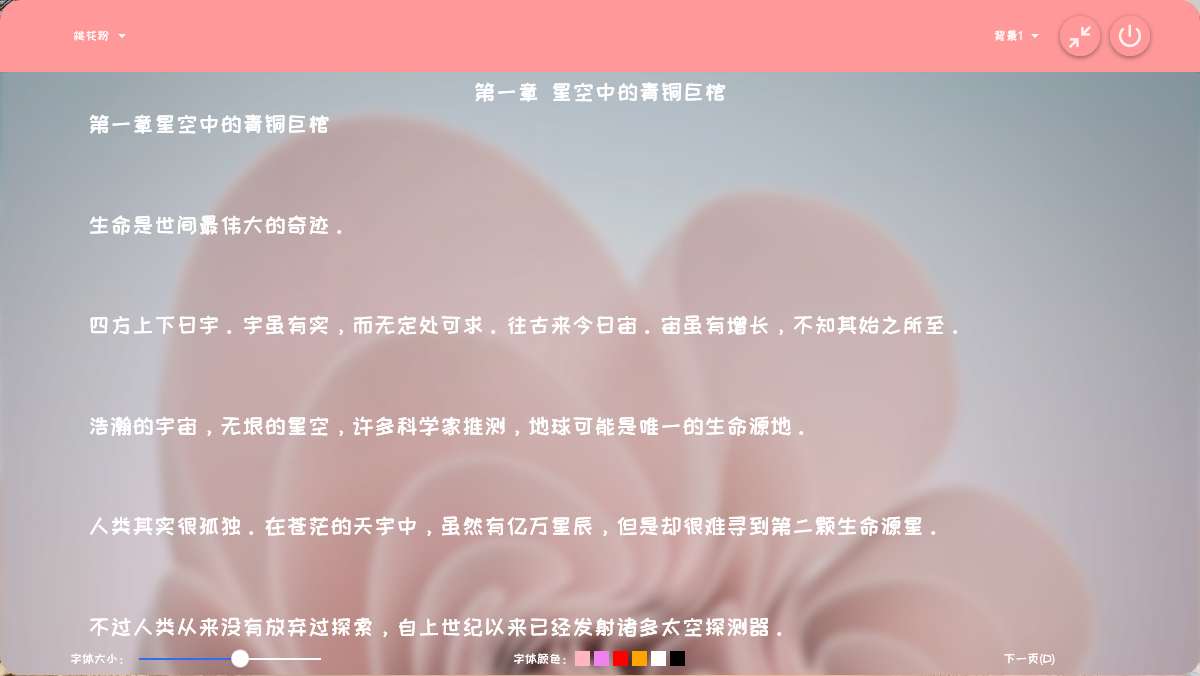 桃花粉
背景1
第一章 星空中的青铜巨棺
第一章星空中的青铜巨棺
生命是世间最伟大的奇迹．
四方上下曰宇．宇虽有实，而无定处可求．往古来今曰宙．宙虽有增长，不知其始之所至．
浩瀚的宇宙，无垠的星空，许多科学家推测，地球可能是唯一的生命源地．
人类其实很孤独．在苍茫的天宇中，虽然有亿万星辰，但是却很难寻到第二颗生命源星．
不过人类从来没有放弃过探索，自上世纪以来已经发射诸多太空探测器．
字体大小：
字体颜色：
下一页(D)